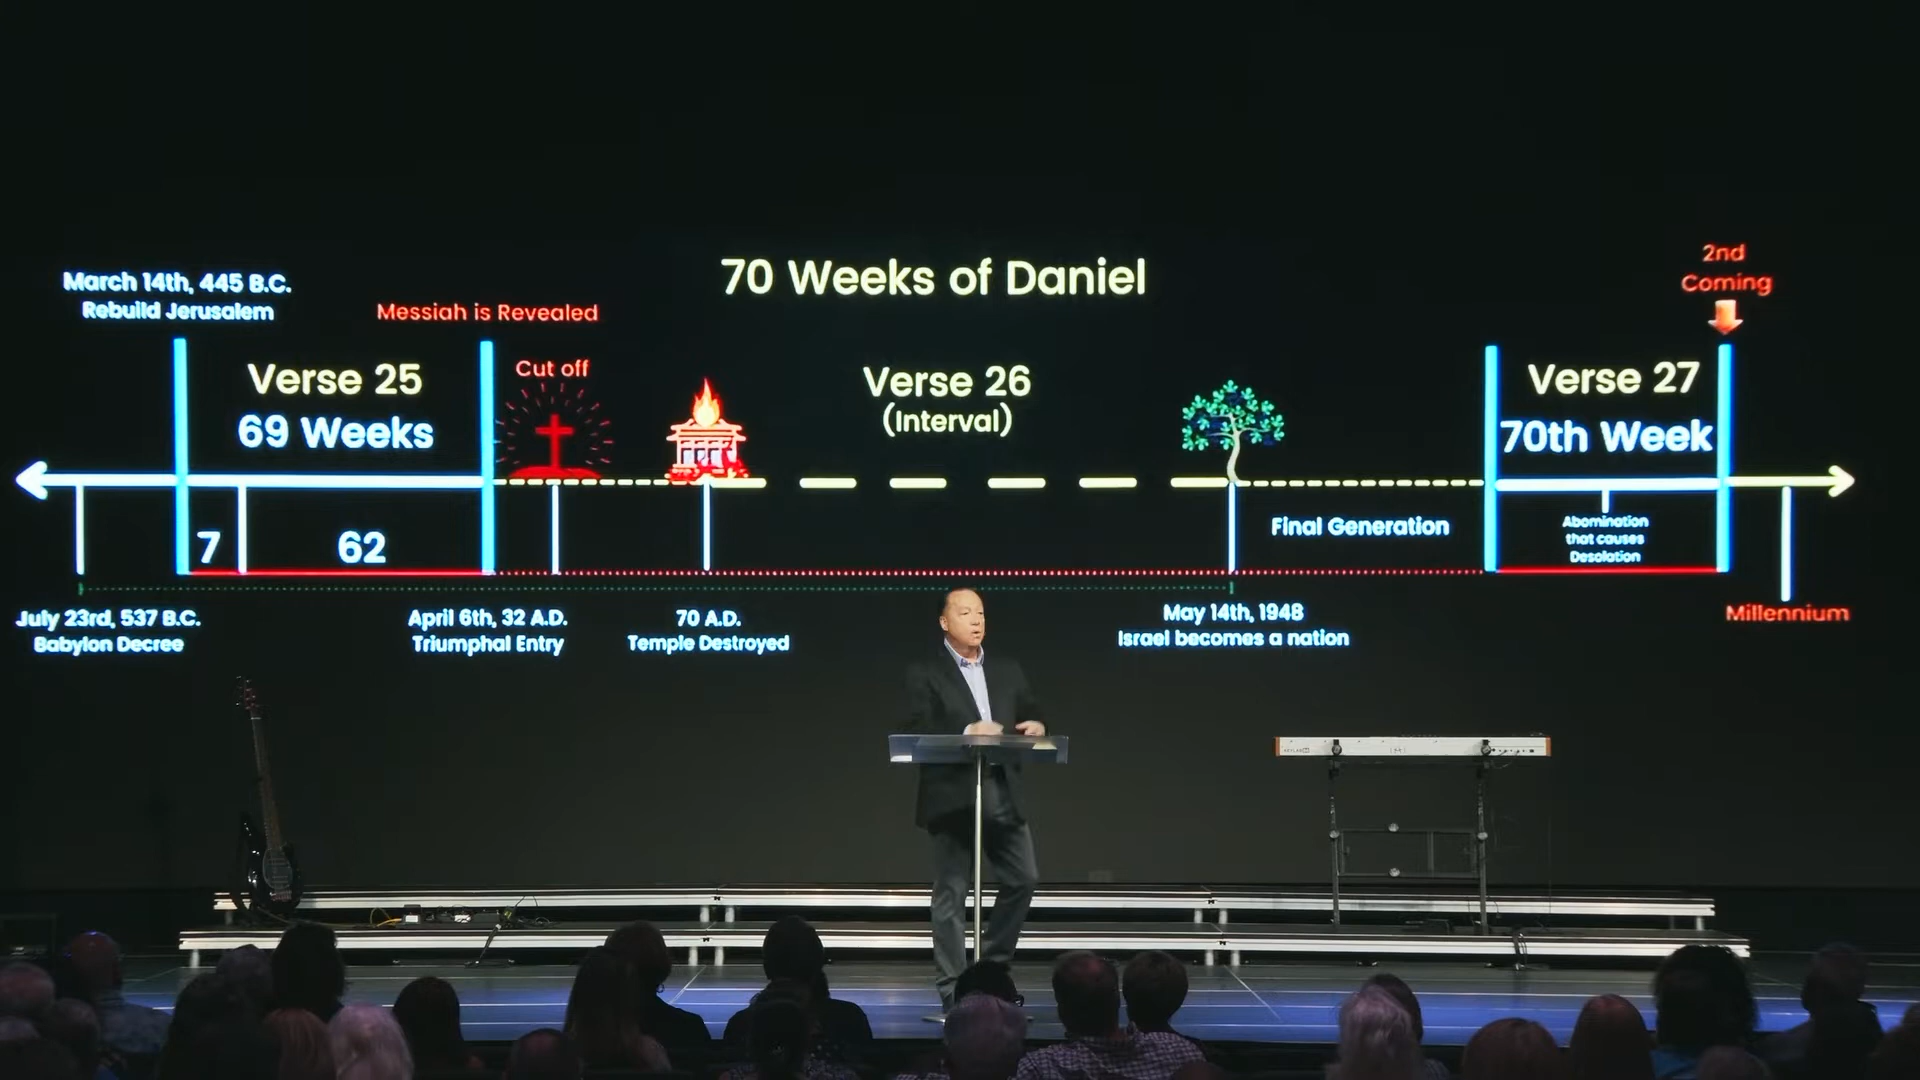 70 Weeks of Daniel
March 14th, 445 B.C.
Rebuild Jerusalem
Messiah is Revealed
2nd
Coming
Verse 25
69 Weeks
Cut off
Verse 26
(Interval)
Verse 27
70th Week
7
62
Final Generation
Abomination
that causes
Desolation
July 23rd, 537 B.C.
Babylon Decree
April 6th, 32 A.D.
Triumphal Entry
70 A.D.
Temple Destroyed
May 14th, 1948
Israel becomes a nation
Millennium